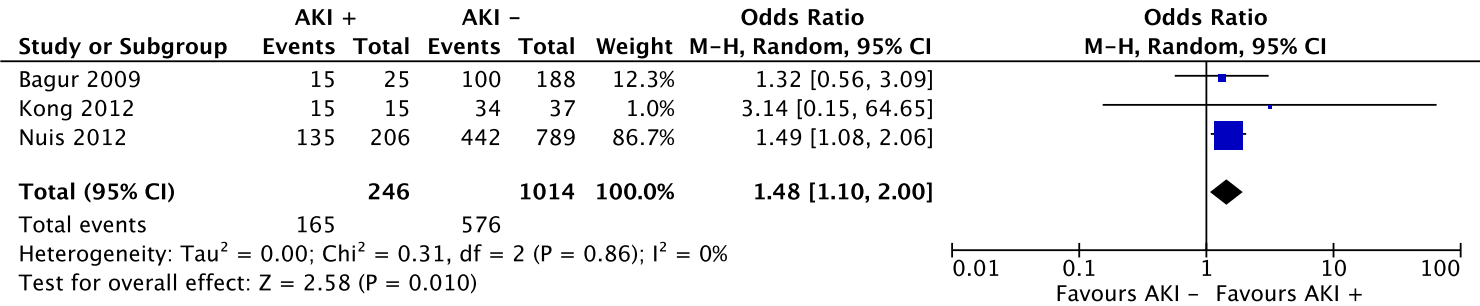 AKI + AKI – Odds Ratio Odds Ratio
Study or Subgroup Events Total Events Total Weight M–H, Random, 95% CI M–H, Random, 95% CI
Bagur 2009 15 25 100 188 12.3% 1.32 [0.56, 3.09]
Kong 2012 15 15 34 37 1.0% 3.14 [0.15, 64.65]
Nuis 2012 135 206 442 789 86.7% 1.49 [1.08, 2.06]
Total (95% CI) 246 1014 100.0% 1.48 [1.10, 2.00]
Total events 165 576
Heterogeneity: Tau² = 0.00; Chi² = 0.31, df = 2 (P = 0.86); I² = 0%
Test for overall effect: Z = 2.58 (P = 0.010)
0.01 0.1 1 10 100
Favours AKI – Favours AKI +